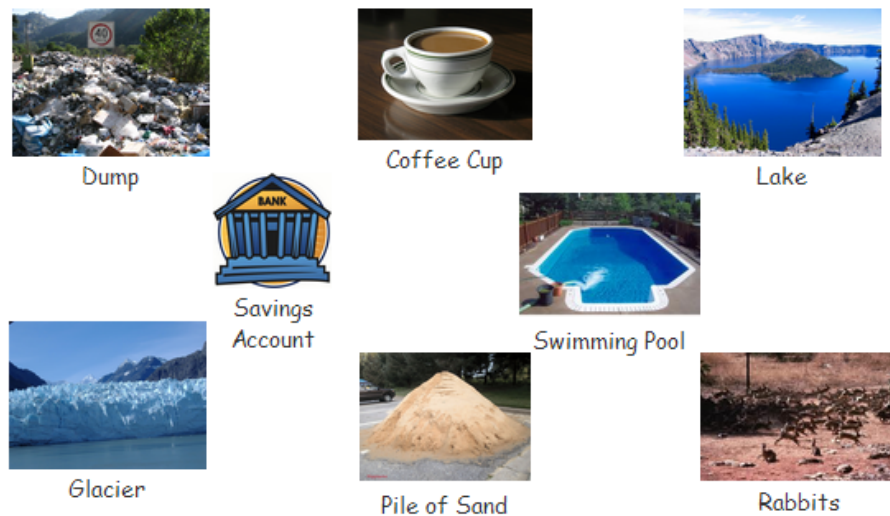 40
Dump
Coffee Cup
Lake
BANK
Savings
Account
Swimming Pool
Glacier
Pile of Sand
Rabbits